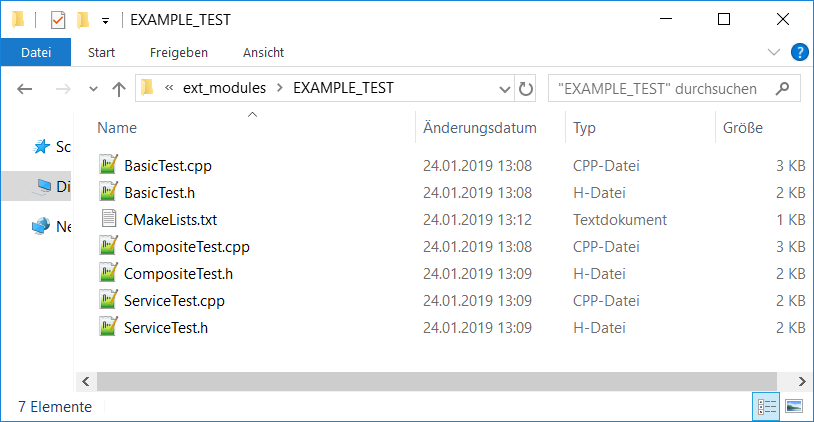 EXAMPLE_TEST
Datei Start Freigeben Ansicht ?
« ext_modules > EXAMPLE_TEST "EXAMPLE_TEST" durchsuchen
Name Änderungsdatum Typ Größe
Sc
Di
Ne
BasicTest.cpp 24.01.2019 13:08 CPP-Datei 3 KB
BasicTest.h 24.01.2019 13:08 H-Datei 2 KB
CMakeLists.txt 24.01.2019 13:12 Textdokument 1 KB
CompositeTest.cpp 24.01.2019 13:08 CPP-Datei 3 KB
CompositeTest.h 24.01.2019 13:09 H-Datei 2 KB
ServiceTest.cpp 24.01.2019 13:09 CPP-Datei 2 KB
ServiceTest.h 24.01.2019 13:09 H-Datei 2 KB
7 Elemente